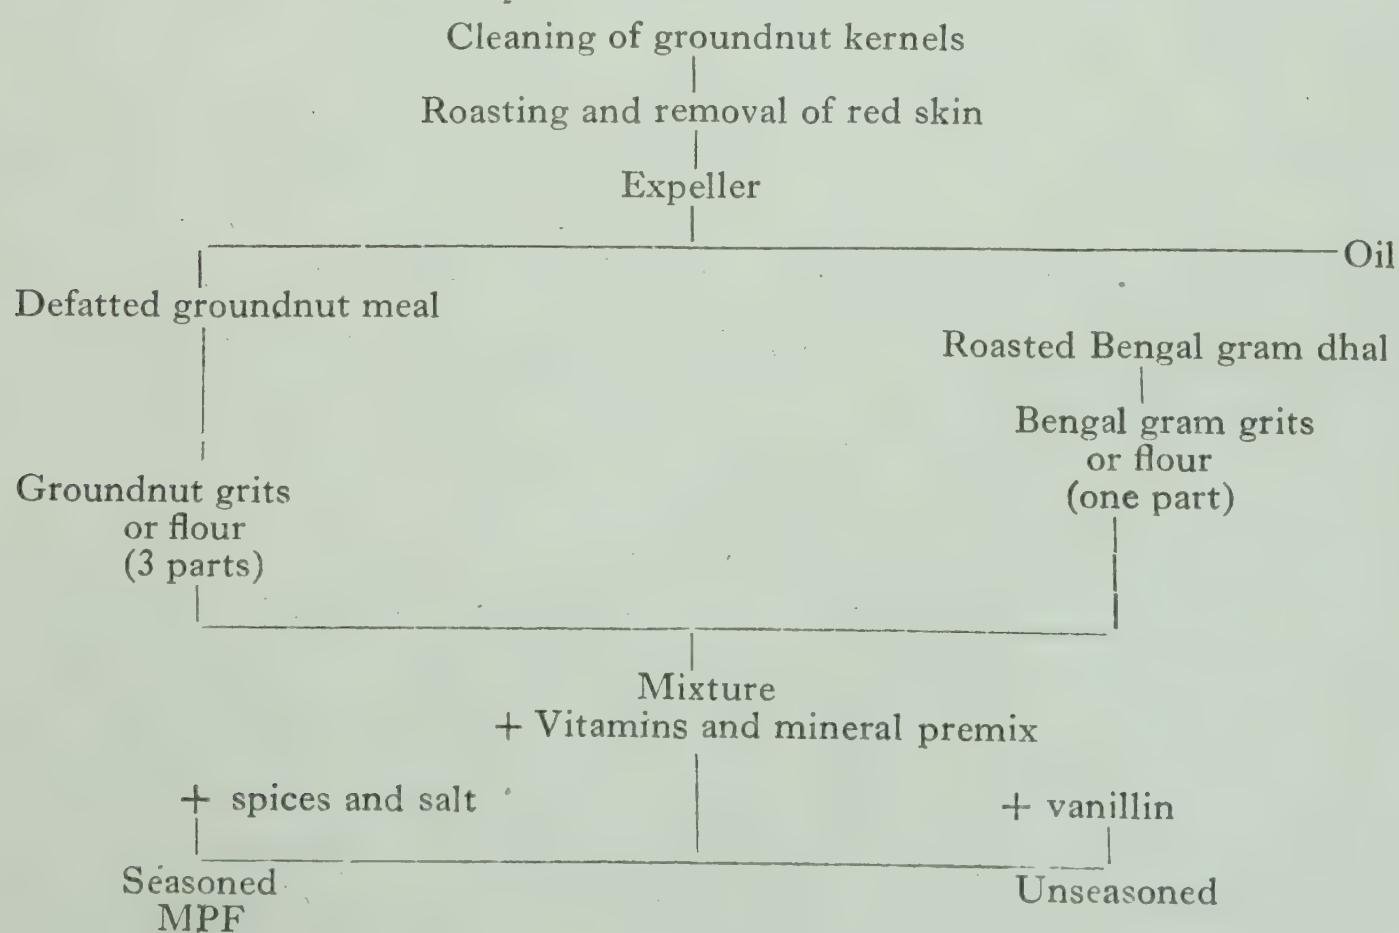 Cleaning of groundnut kernels
Roasting and removal of red skin
Expeller
Oil
Defatted groundnut meal
Roasted Bengal gram dhal
Bengal gram grits
or flour
(one part)
Groundnut grits
or flour
(3 parts)
Mixture
+ Vitamins and mineral premix
+ spices and salt
+ vanillin
Seasoned
MPF
Unseasoned